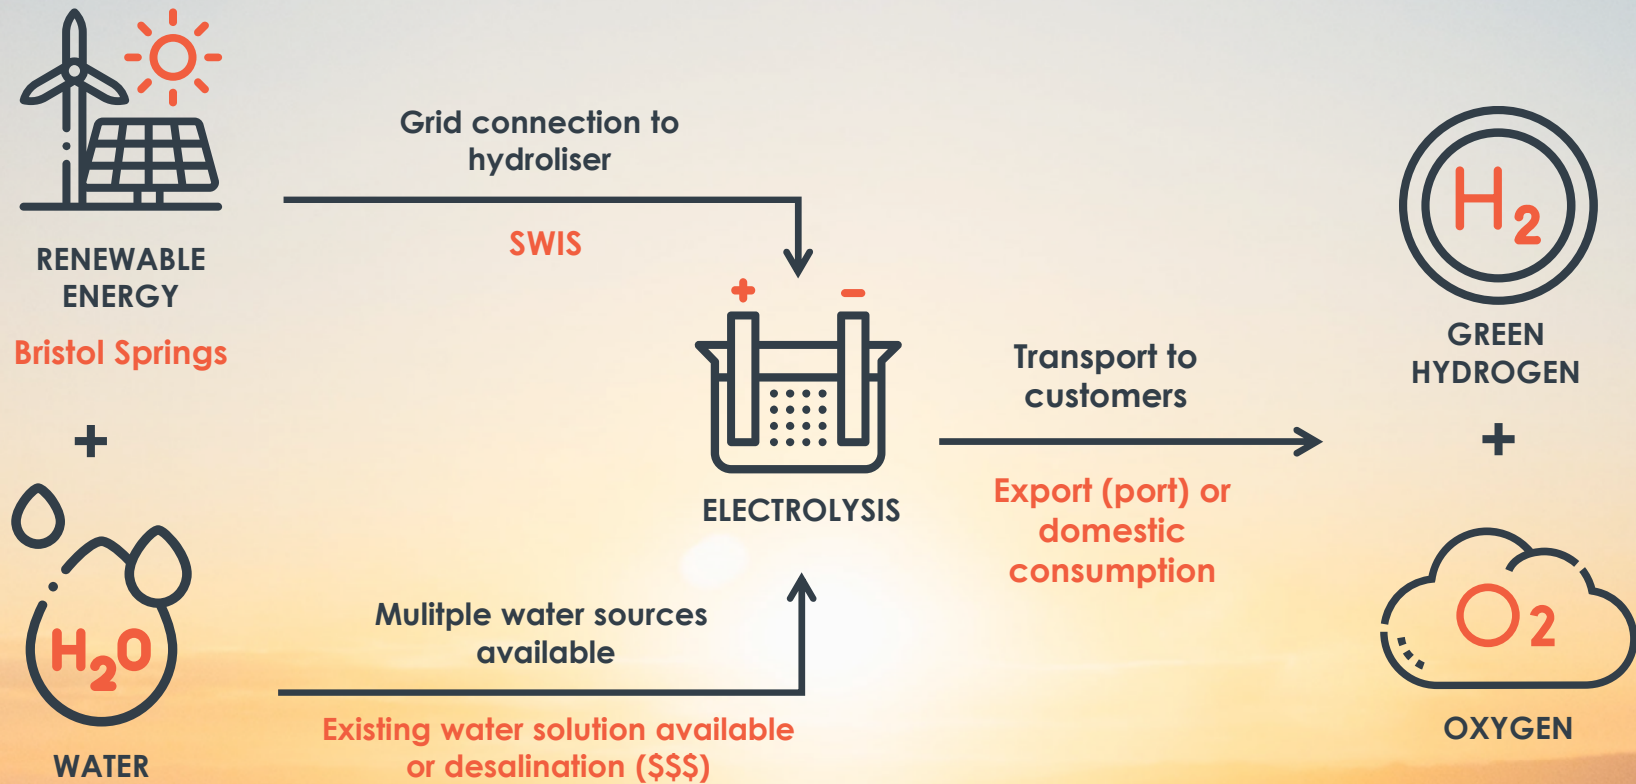 RENEWABLE
ENERGY
Bristol Springs
+
H₂O
WATER
Grid connection to
hydroliser
SWIS
+ −
ELECTROLYSIS
Mulitple water sources
available
Existing water solution available
or desalination ($$$)
Transport to
customers
Export (port) or
domestic
consumption
H₂
GREEN
HYDROGEN
+
O₂
OXYGEN